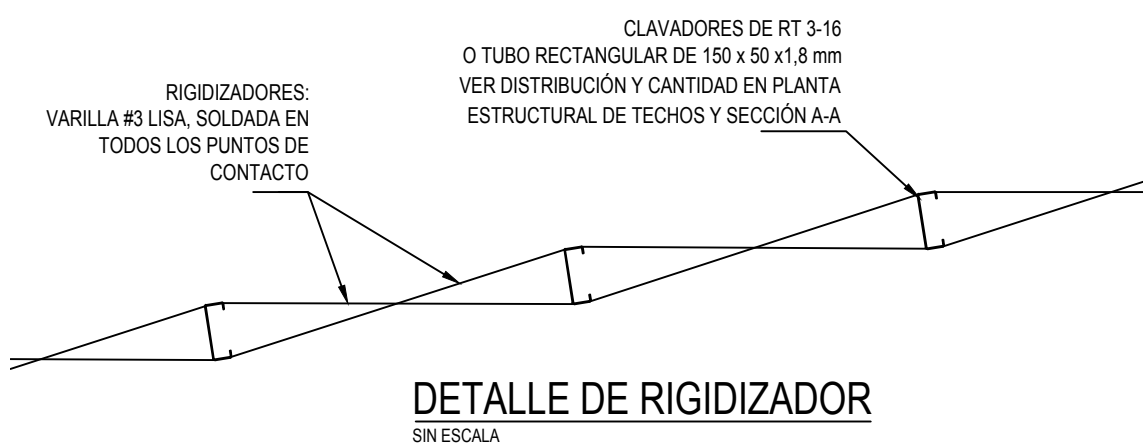 CLAVADORES DE RT 3-16
O TUBO RECTANGULAR DE 150 x 50 x1,8 mm
VER DISTRIBUCIÓN Y CANTIDAD EN PLANTA
ESTRUCTURAL DE TECHOS Y SECCIÓN A-A
RIGIDIZADORES:
VARILLA #3 LISA, SOLDADA EN
TODOS LOS PUNTOS DE
CONTACTO
DETALLE DE RIGIDIZADOR
SIN ESCALA